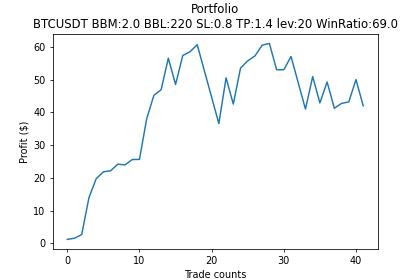 Portfolio
BTCUSDT BBM:2.0 BBL:220 SL:0.8 TP:1.4 lev:20 WinRatio:69.0
60
50
40
30
20
10
0
Profit ($)
0 10 20 30 40
Trade counts